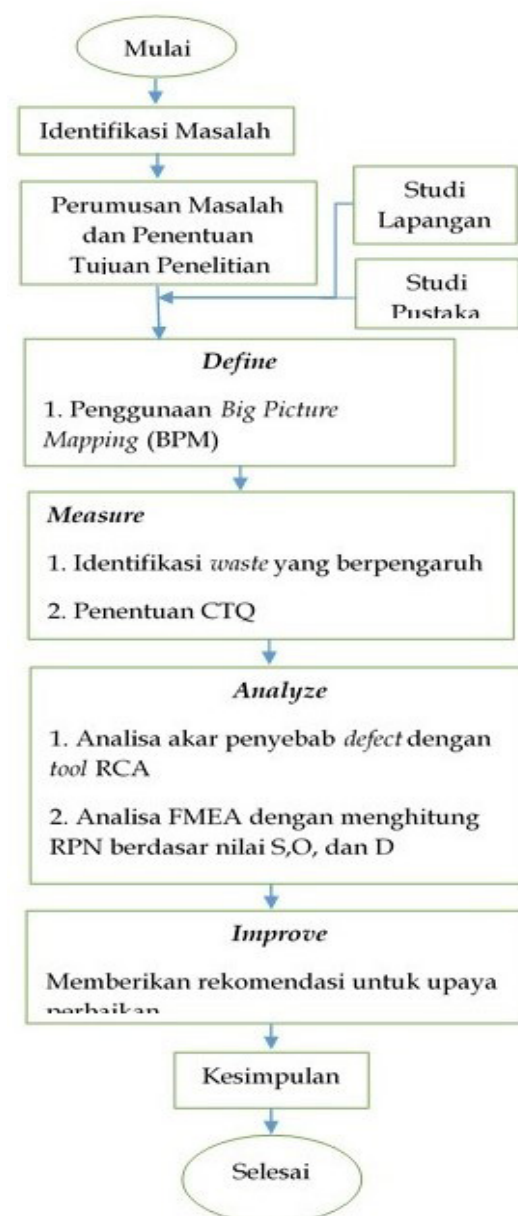 Mulai
Identifikasi Masalah
Perumusan Masalah
dan Penentuan
Tujuan Penelitian
Studi
Lapangan
Studi
Pustaka
Define
1. Penggunaan Big Picture
Mapping (BPM)
Measure
1. Identifikasi waste yang berpengaruh
2. Penentuan CTQ
Analyze
1. Analisa akar penyebab defect dengan
tool RCA
2. Analisa FMEA dengan menghitung
RPN berdasar nilai S,O, dan D
Improve
Memberikan rekomendasi untuk upaya
perbaikan
Kesimpulan
Selesai